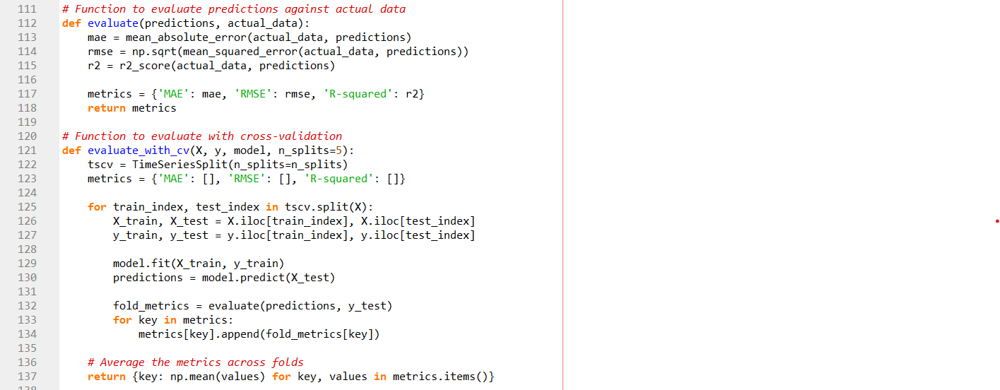 111 # Function to evaluate predictions against actual data
112 def evaluate(predictions, actual_data):
113     mae = mean_absolute_error(actual_data, predictions)
114     rmse = np.sqrt(mean_squared_error(actual_data, predictions))
115     r2 = r2_score(actual_data, predictions)
116
117     metrics = {'MAE': mae, 'RMSE': rmse, 'R-squared': r2}
118     return metrics
119
120 # Function to evaluate with cross-validation
121 def evaluate_with_cv(X, y, model, n_splits=5):
122     tscv = TimeSeriesSplit(n_splits=n_splits)
123     metrics = {'MAE': [], 'RMSE': [], 'R-squared': []}
124
125     for train_index, test_index in tscv.split(X):
126         X_train, X_test = X.iloc[train_index], X.iloc[test_index]
127         y_train, y_test = y.iloc[train_index], y.iloc[test_index]
128
129         model.fit(X_train, y_train)
130         predictions = model.predict(X_test)
131
132         fold_metrics = evaluate(predictions, y_test)
133         for key in metrics:
134             metrics[key].append(fold_metrics[key])
135
136     # Average the metrics across folds
137     return {key: np.mean(values) for key, values in metrics.items()}